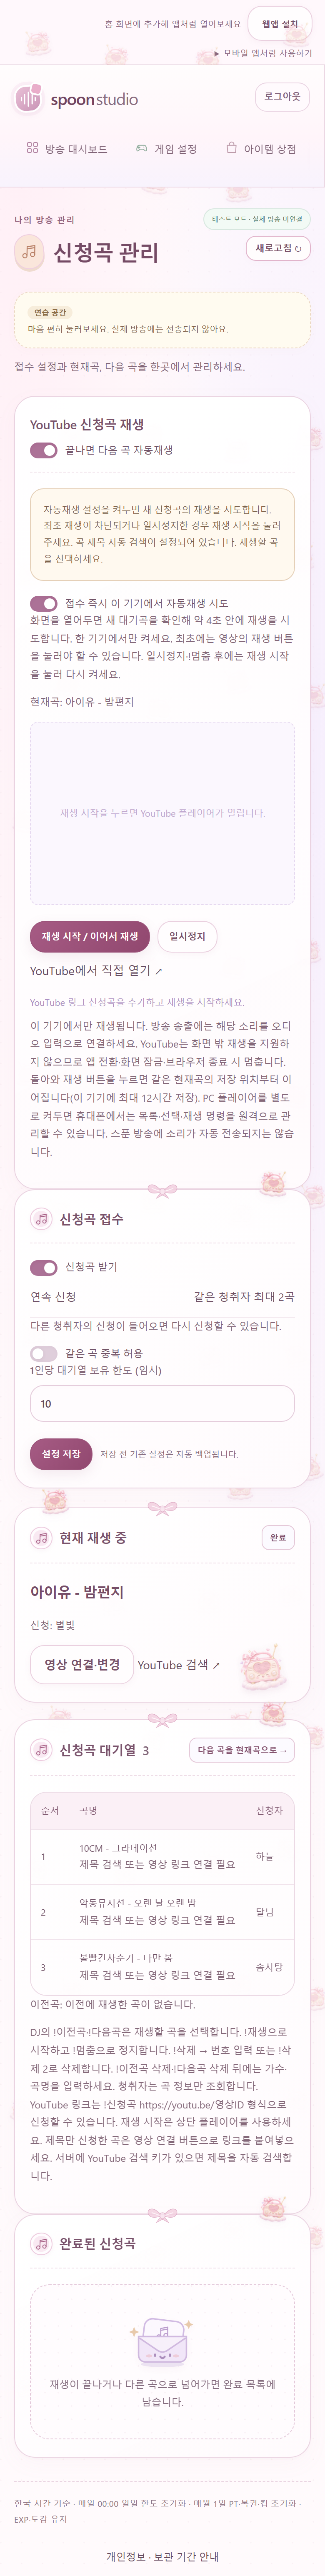 홈 화면에 추가해 앱처럼 열어보세요
웹앱 설치
▶ 모바일 앱처럼 사용하기
spoonstudio
로그아웃
방송 대시보드
게임 설정
아이템 상점
나의 방송 관리
테스트 모드 · 실제 방송 미연결
신청곡 관리
새로고침 ↻
연습 공간
마음 편히 눌러보세요. 실제 방송에는 전송되지 않아요.
접수 설정과 현재곡, 다음 곡을 한곳에서 관리하세요.
YouTube 신청곡 재생
끝나면 다음 곡 자동재생
자동재생 설정을 켜두면 새 신청곡의 재생을 시도합니다.
최초 재생이 차단되거나 일시정지한 경우 재생 시작을 눌러
주세요. 곡 제목 자동 검색이 설정되어 있습니다. 재생할 곡
을 선택하세요.
접수 즉시 이 기기에서 자동재생 시도
화면을 열어두면 새 대기곡을 확인해 약 4초 안에 재생을 시
도합니다. 한 기기에서만 켜세요. 최초에는 영상의 재생 버튼
을 눌러야 할 수 있습니다. 일시정지·!멈춤 후에는 재생 시작
을 눌러 다시 켜세요.
현재곡: 아이유 - 밤편지
재생 시작을 누르면 YouTube 플레이어가 열립니다.
재생 시작 / 이어서 재생
일시정지
YouTube에서 직접 열기 ↗
YouTube 링크 신청곡을 추가하고 재생을 시작하세요.
이 기기에서만 재생됩니다. 방송 송출에는 해당 소리를 오디
오 입력으로 연결하세요. YouTube는 화면 밖 재생을 지원하
지 않으므로 앱 전환·화면 잠금·브라우저 종료 시 멈춥니다.
돌아와 재생 버튼을 누르면 같은 현재곡의 저장 위치부터 이
어집니다(이 기기에 최대 12시간 저장). PC 플레이어를 별도
로 켜두면 휴대폰에서는 목록·선택·재생 명령을 원격으로 관
리할 수 있습니다. 스푼 방송에 소리가 자동 전송되지는 않습
니다.
신청곡 접수
신청곡 받기
연속 신청
같은 청취자 최대 2곡
다른 청취자의 신청이 들어오면 다시 신청할 수 있습니다.
같은 곡 중복 허용
1인당 대기열 보유 한도 (임시)
10
설정 저장
저장 전 기존 설정은 자동 백업됩니다.
현재 재생 중
완료
아이유 - 밤편지
신청: 별빛
영상 연결·변경
YouTube 검색 ↗
신청곡 대기열 3
다음 곡을 현재곡으로 →
순서
곡명
신청자
1
10CM - 그라데이션
제목 검색 또는 영상 링크 연결 필요
하늘
2
악동뮤지션 - 오랜 날 오랜 밤
제목 검색 또는 영상 링크 연결 필요
달님
3
볼빨간사춘기 - 나만 봄
제목 검색 또는 영상 링크 연결 필요
솜사탕
이전곡: 이전에 재생한 곡이 없습니다.
DJ의 !이전곡·!다음곡은 재생할 곡을 선택합니다. !재생으로
시작하고 !멈춤으로 정지합니다. !삭제 → 번호 입력 또는 !삭
제 2로 삭제합니다. !이전곡 삭제·!다음곡 삭제 뒤에는 가수·
곡명을 입력하세요. 청취자는 곡 정보만 조회합니다.
YouTube 링크는 !신청곡 https://youtu.be/영상ID 형식으로
신청할 수 있습니다. 재생 시작은 상단 플레이어를 사용하세
요. 제목만 신청한 곡은 영상 연결 버튼으로 링크를 붙여넣으
세요. 서버에 YouTube 검색 키가 있으면 제목을 자동 검색합
니다.
완료된 신청곡
재생이 끝나거나 다른 곡으로 넘어가면 완료 목록에
남습니다.
한국 시간 기준 · 매일 00:00 일일 한도 초기화 · 매월 1일 PT·복권·킵 초기화 ·
EXP·도감 유지
개인정보 · 보관 기간 안내